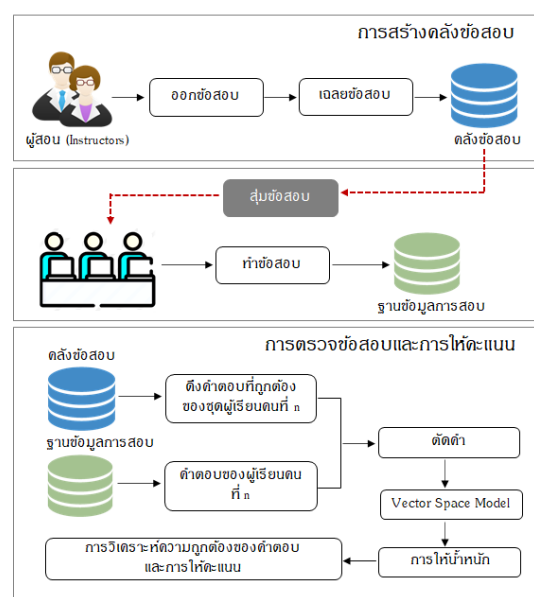 การสร้างคลังข้อสอบ
ออกข้อสอบ
เฉลยข้อสอบ
ผู้สอน (Instructors)
คลังข้อสอบ
สุ่มข้อสอบ
ทำข้อสอบ
ฐานข้อมูลการสอบ
การตรวจข้อสอบและการให้คะแนน
คลังข้อสอบ
ดึงคำตอบที่ถูกต้อง
ของชุดผู้เรียนคนที่ n
ฐานข้อมูลการสอบ
ตัดคำ
คำตอบของผู้เรียนคน
ที่ n
Vector Space Model
การวิเคราะห์ความถูกต้องของคำตอบ
และการให้คะแนน
การให้น้ำหนัก